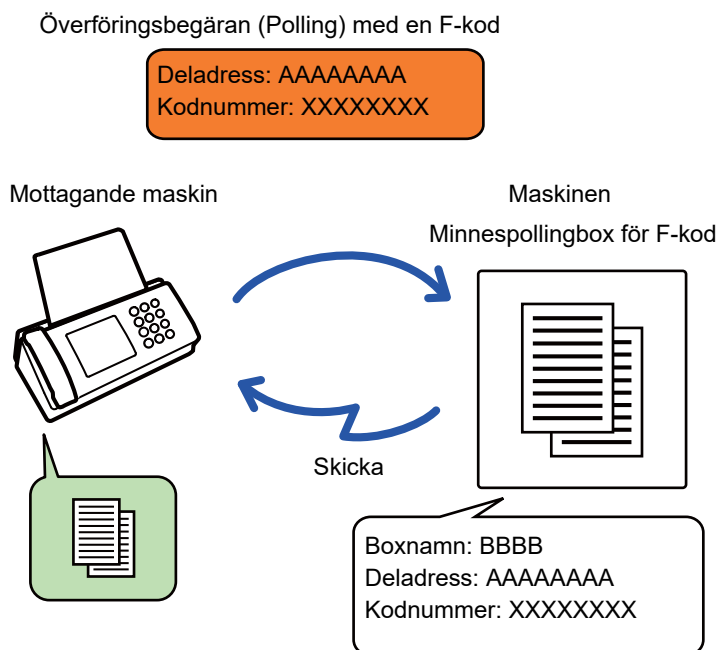 Överföringsbegäran (Polling) med en F-kod
Deladress: AAAAAAAA
Kodnummer: XXXXXXXX
Mottagande maskin
Maskinen
Minnespollingbox för F-kod
Skicka
Boxnamn: BBBB
Deladress: AAAAAAAA
Kodnummer: XXXXXXXX